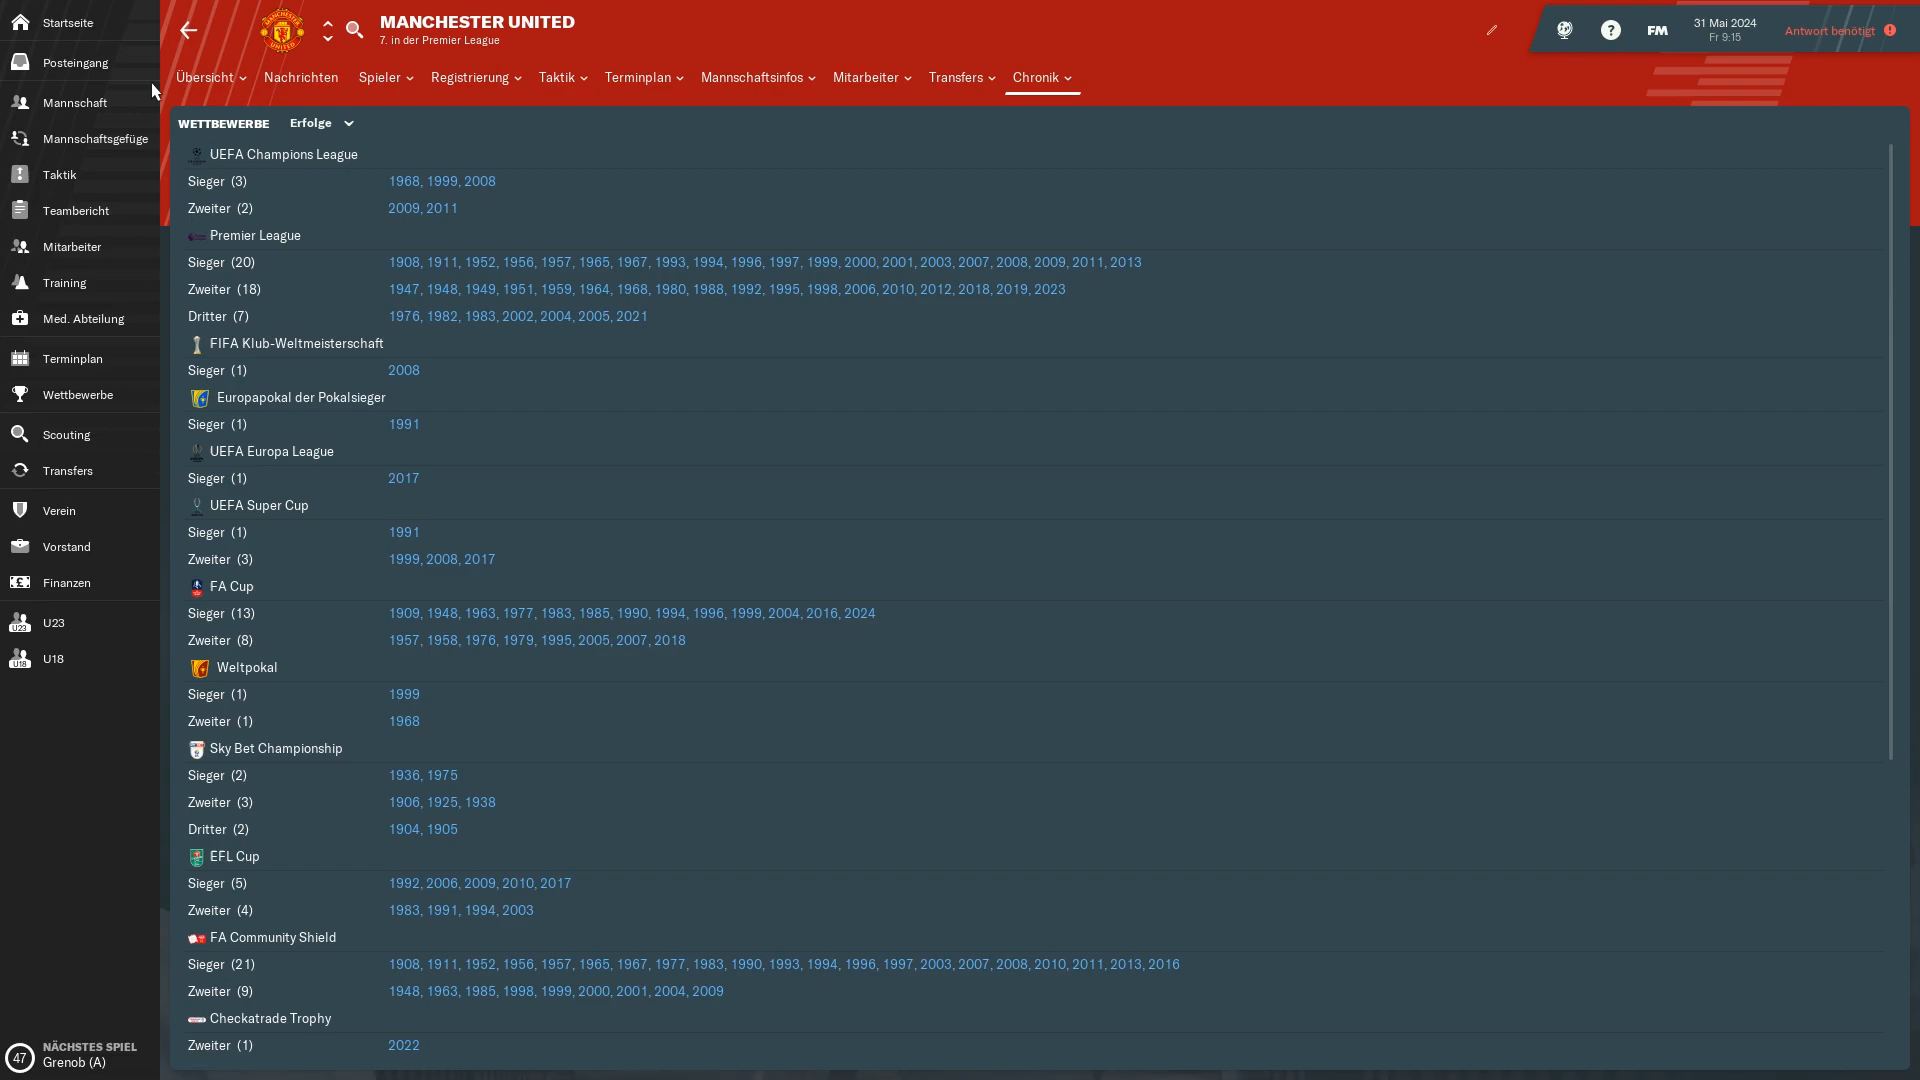 Startseite
Posteingang
Mannschaft
Mannschaftsgefüge
Taktik
Teambericht
Mitarbeiter
Training
Med. Abteilung
Terminplan
Wettbewerbe
Scouting
Transfers
Verein
Vorstand
Finanzen
U23
U23
U18
U18
47
NÄCHSTES SPIEL
Grenob (A)
MANCHESTER UNITED
7. in der Premier League
?
FM
31 Mai 2024
Fr 9:15
Antwort benötigt
Übersicht Nachrichten Spieler Registrierung Taktik Terminplan Mannschaftsinfos Mitarbeiter Transfers Chronik
WETTBEWERBE Erfolge
UEFA Champions League
Sieger (3) 1968, 1999, 2008
Zweiter (2) 2009, 2011
Premier League
Sieger (20) 1908, 1911, 1952, 1956, 1957, 1965, 1967, 1993, 1994, 1996, 1997, 1999, 2000, 2001, 2003, 2007, 2008, 2009, 2011, 2013
Zweiter (18) 1947, 1948, 1949, 1951, 1959, 1964, 1968, 1980, 1988, 1992, 1995, 1998, 2006, 2010, 2012, 2018, 2019, 2023
Dritter (7) 1976, 1982, 1983, 2002, 2004, 2005, 2021
FIFA Klub-Weltmeisterschaft
Sieger (1) 2008
Europapokal der Pokalsieger
Sieger (1) 1991
UEFA Europa League
Sieger (1) 2017
UEFA Super Cup
Sieger (1) 1991
Zweiter (3) 1999, 2008, 2017
FA Cup
Sieger (13) 1909, 1948, 1963, 1977, 1983, 1985, 1990, 1994, 1996, 1999, 2004, 2016, 2024
Zweiter (8) 1957, 1958, 1976, 1979, 1995, 2005, 2007, 2018
Weltpokal
Sieger (1) 1999
Zweiter (1) 1968
Sky Bet Championship
Sieger (2) 1936, 1975
Zweiter (3) 1906, 1925, 1938
Dritter (2) 1904, 1905
EFL Cup
Sieger (5) 1992, 2006, 2009, 2010, 2017
Zweiter (4) 1983, 1991, 1994, 2003
FA Community Shield
Sieger (21) 1908, 1911, 1952, 1956, 1957, 1965, 1967, 1977, 1983, 1990, 1993, 1994, 1996, 1997, 2003, 2007, 2008, 2010, 2011, 2013, 2016
Zweiter (9) 1948, 1963, 1985, 1998, 1999, 2000, 2001, 2004, 2009
Checkatrade Trophy
Zweiter (1) 2022